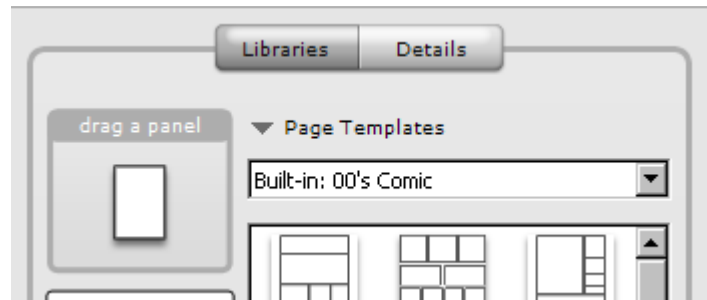 Libraries Details
drag a panel
Page Templates
Built-in: 00's Comic